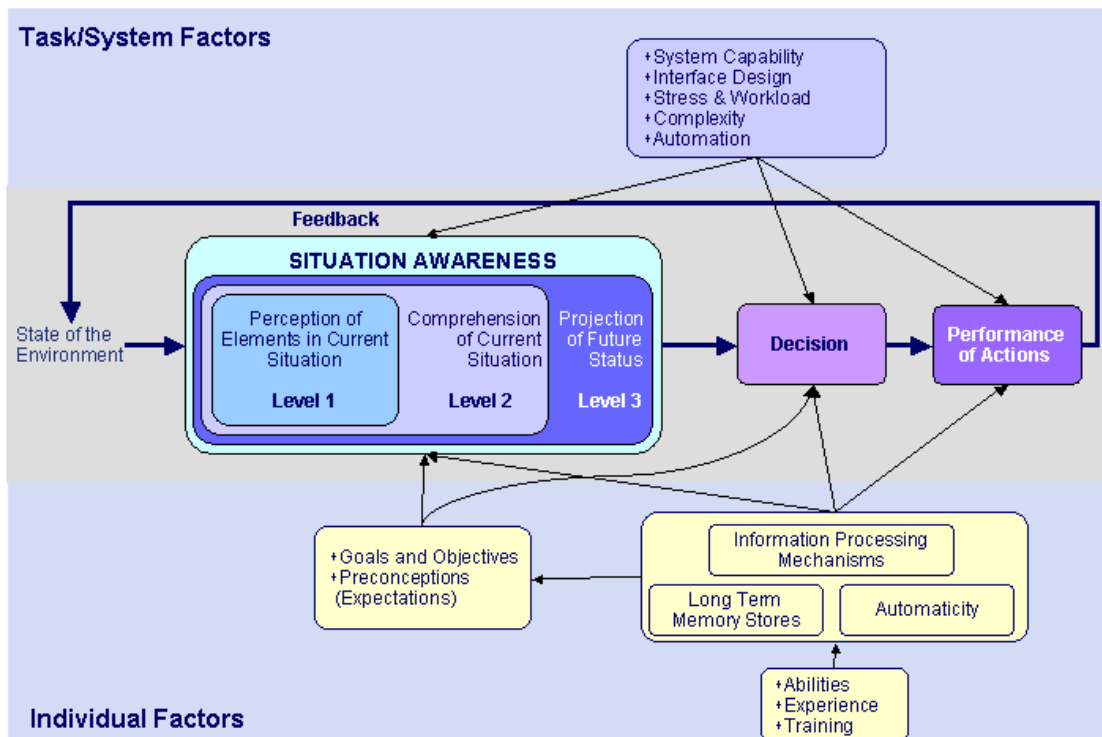 Task/System Factors
+System Capability
+Interface Design
+Stress & Workload
+Complexity
+Automation
Feedback
SITUATION AWARENESS
State of the
Environment
Perception of
Elements in Current
Situation
Level 1
Comprehension
of Current
Situation
Level 2
Projection
of Future
Status
Level 3
Decision
Performance
of Actions
+Goals and Objectives
+Preconceptions
(Expectations)
Information Processing
Mechanisms
Long Term
Memory Stores
Automaticity
+Abilities
+Experience
+Training
Individual Factors